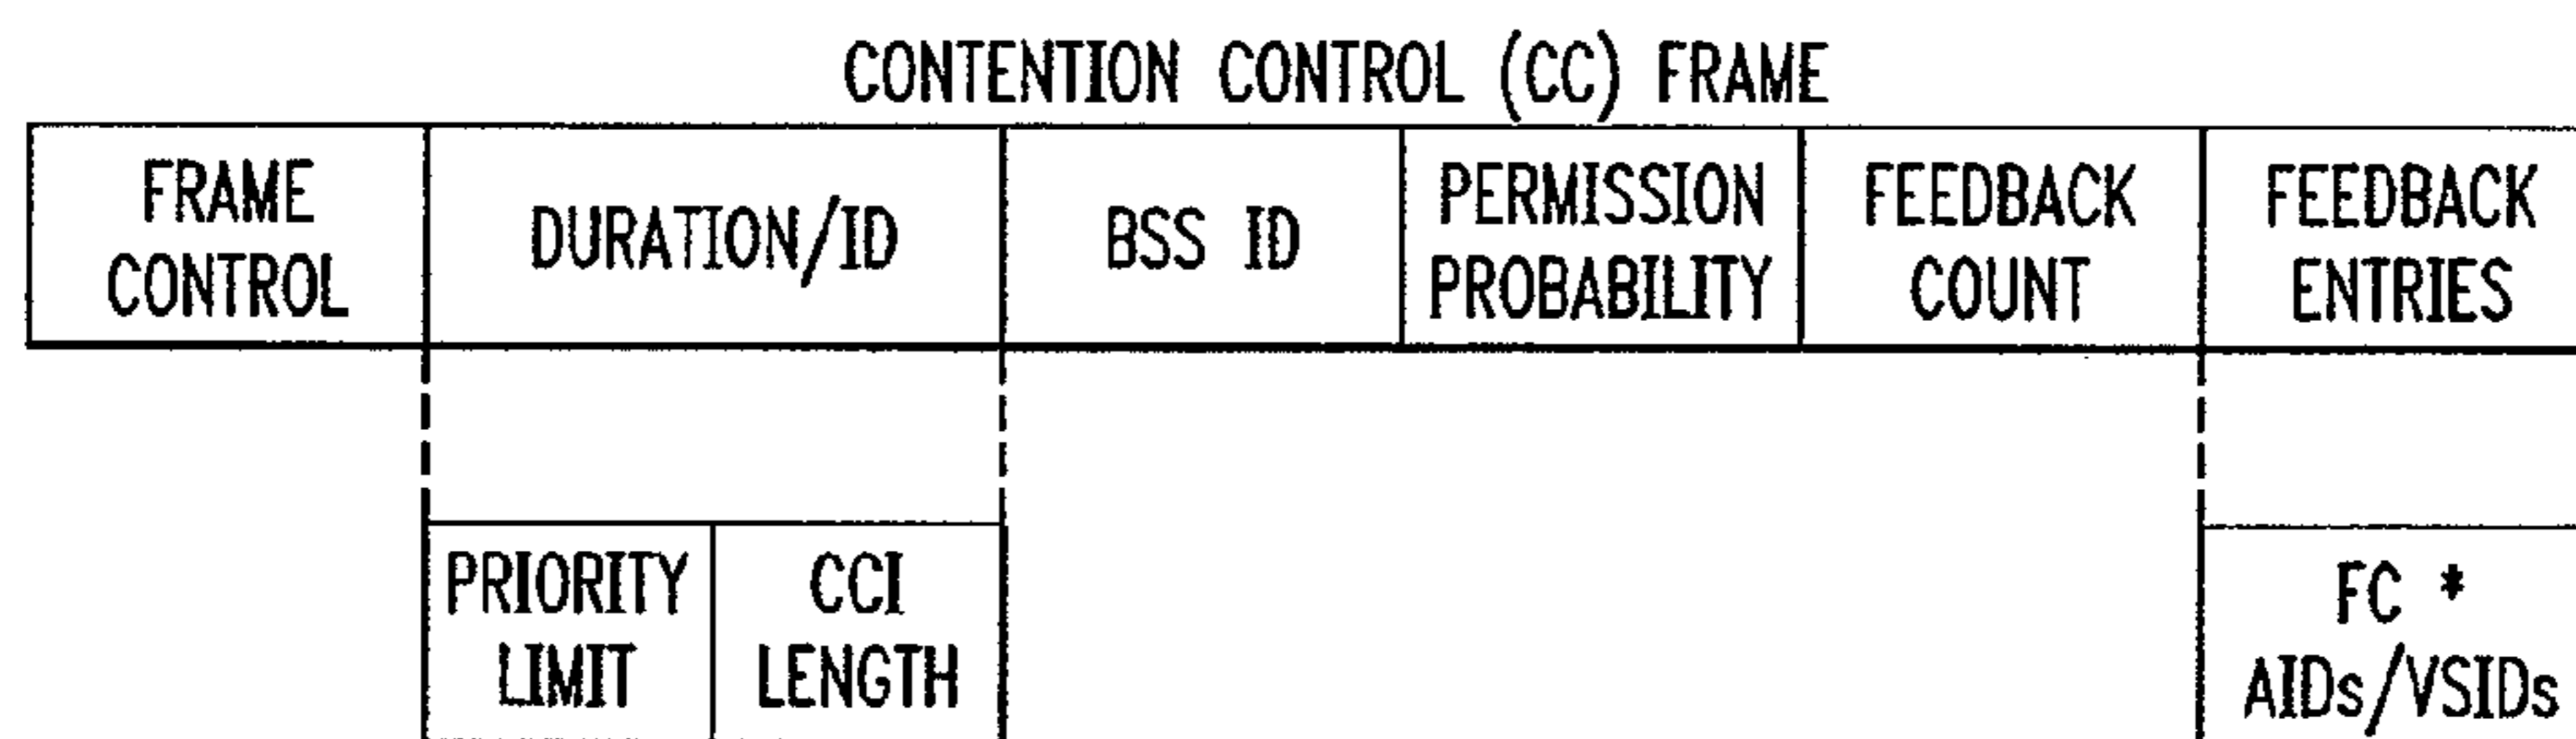 CONTENTION CONTROL (CC) FRAME
FRAME
CONTROL
DURATION/ID
BSS ID
PERMISSION
PROBABILITY
FEEDBACK
COUNT
FEEDBACK
ENTRIES
PRIORITY
LIMIT
CCI
LENGTH
FC *
AIDs/VSIDs